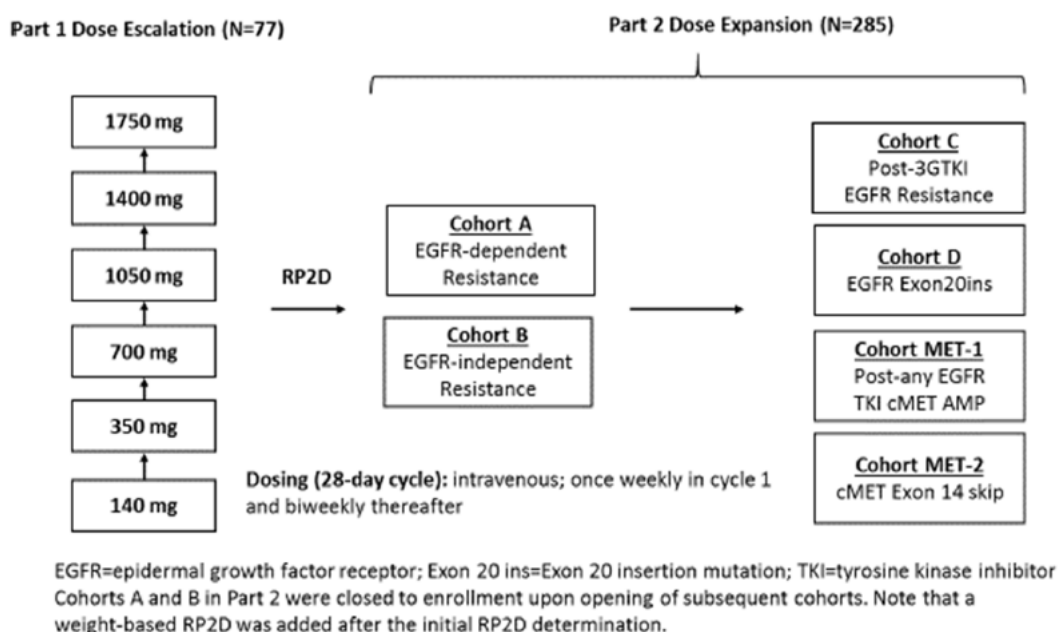 Part 1 Dose Escalation (N=77)
Part 2 Dose Expansion (N=285)
1750 mg
1400 mg
1050 mg
700 mg
350 mg
140 mg
RP2D
Cohort A
EGFR-dependent
Resistance
Cohort B
EGFR-independent
Resistance
Cohort C
Post-3GTKI
EGFR Resistance
Cohort D
EGFR Exon20ins
Cohort MET-1
Post-any EGFR
TKI cMET AMP
Cohort MET-2
cMET Exon 14 skip
Dosing (28-day cycle): intravenous; once weekly in cycle 1
and biweekly thereafter
EGFR=epidermal growth factor receptor; Exon 20 ins=Exon 20 insertion mutation; TKI=tyrosine kinase inhibitor
Cohorts A and B in Part 2 were closed to enrollment upon opening of subsequent cohorts. Note that a
weight-based RP2D was added after the initial RP2D determination.